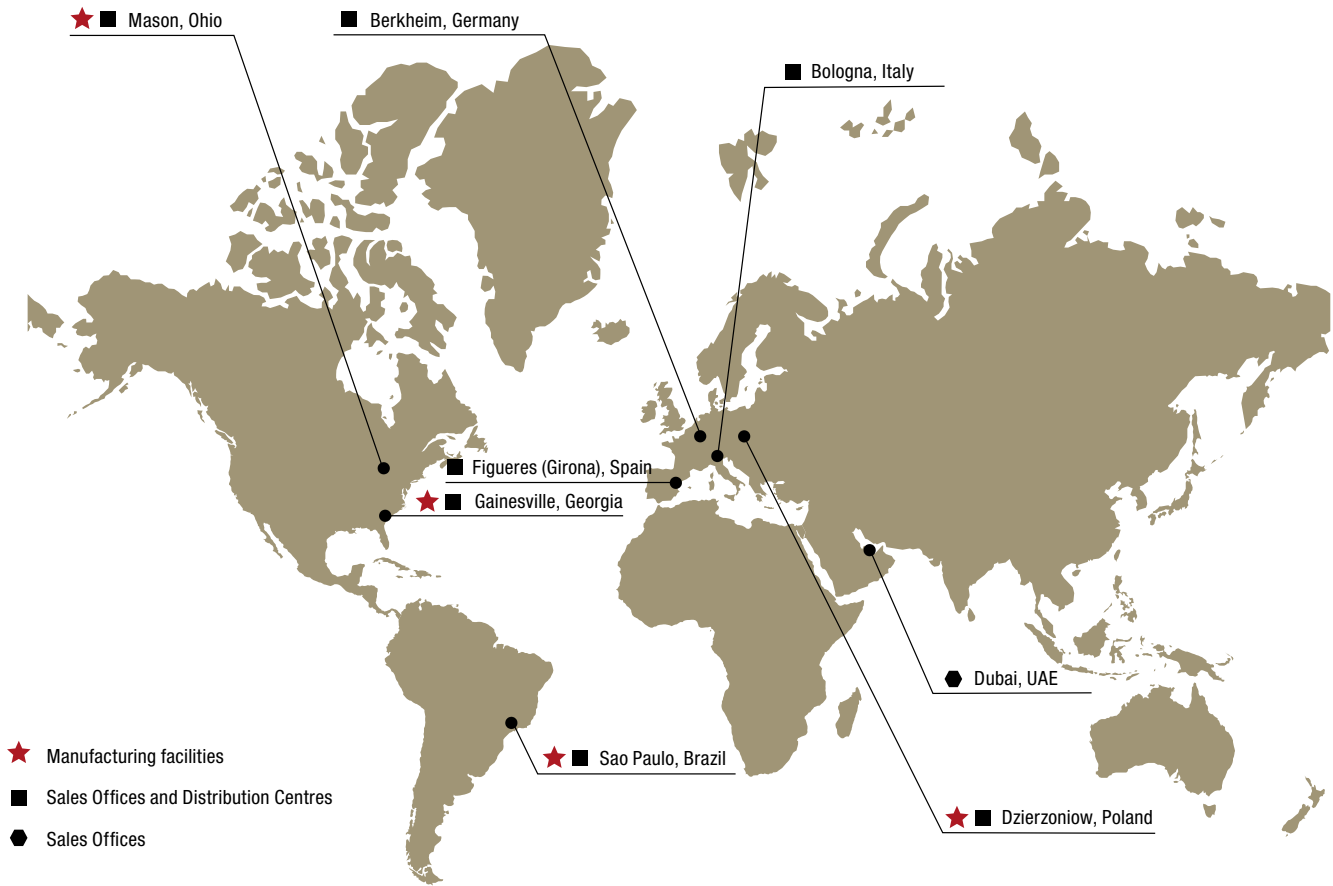 Mason, Ohio
Berkheim, Germany
Bologna, Italy
Figueres (Girona), Spain
Gainesville, Georgia
Dubai, UAE
Sao Paulo, Brazil
Dzierzoniow, Poland
Manufacturing facilities
Sales Offices and Distribution Centres
Sales Offices